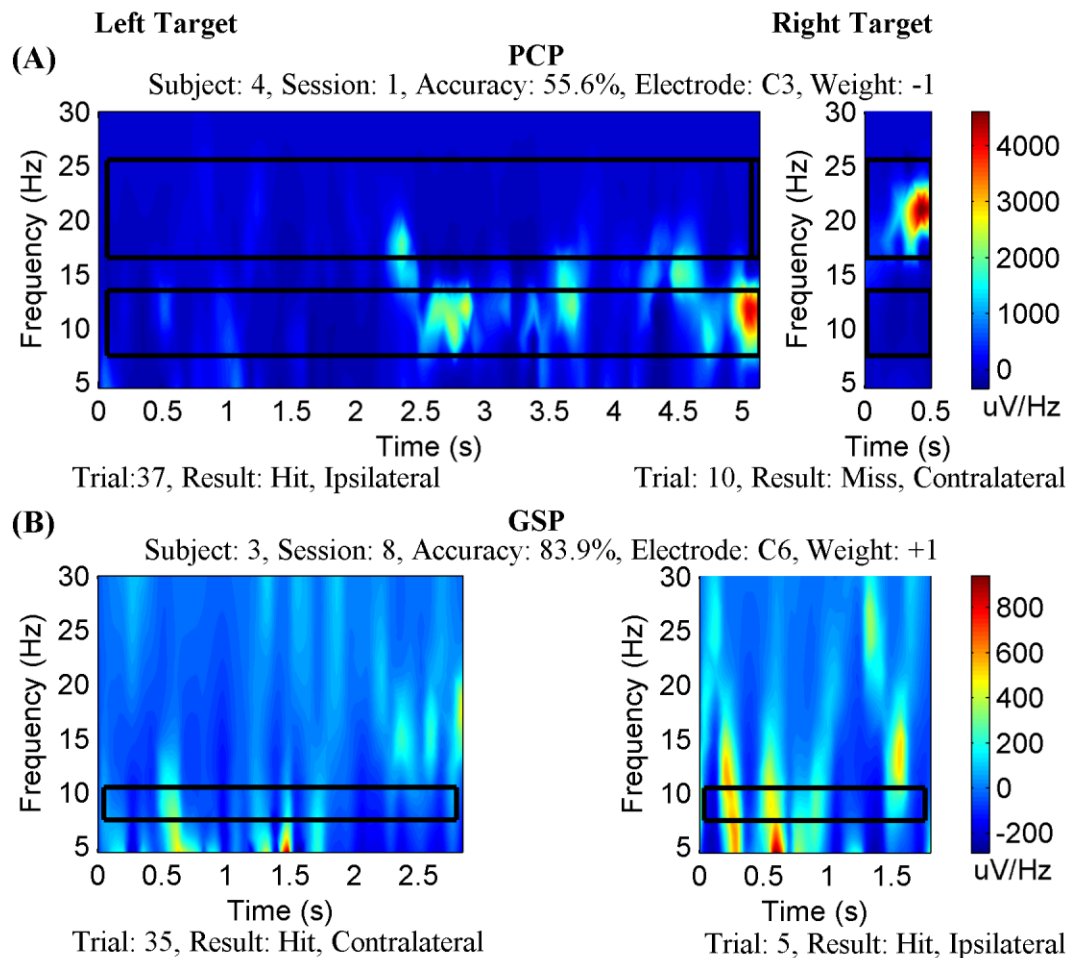 Left Target
Right Target
(A)
PCP
Subject: 4, Session: 1, Accuracy: 55.6%, Electrode: C3, Weight: -1
Frequency (Hz)
30
25
20
15
10
5
0 0.5 1 1.5 2 2.5 3 3.5 4 4.5 5
Time (s)
Trial:37, Result: Hit, Ipsilateral
Frequency (Hz)
30
25
20
15
10
5
0 0.5
Time (s)
Trial: 10, Result: Miss, Contralateral
4000
3000
2000
1000
0
uV/Hz
(B)
GSP
Subject: 3, Session: 8, Accuracy: 83.9%, Electrode: C6, Weight: +1
Frequency (Hz)
30
25
20
15
10
5
0 0.5 1 1.5 2 2.5
Time (s)
Trial: 35, Result: Hit, Contralateral
Frequency (Hz)
30
25
20
15
10
5
0 0.5 1 1.5
Time (s)
Trial: 5, Result: Hit, Ipsilateral
800
600
400
200
0
-200
uV/Hz